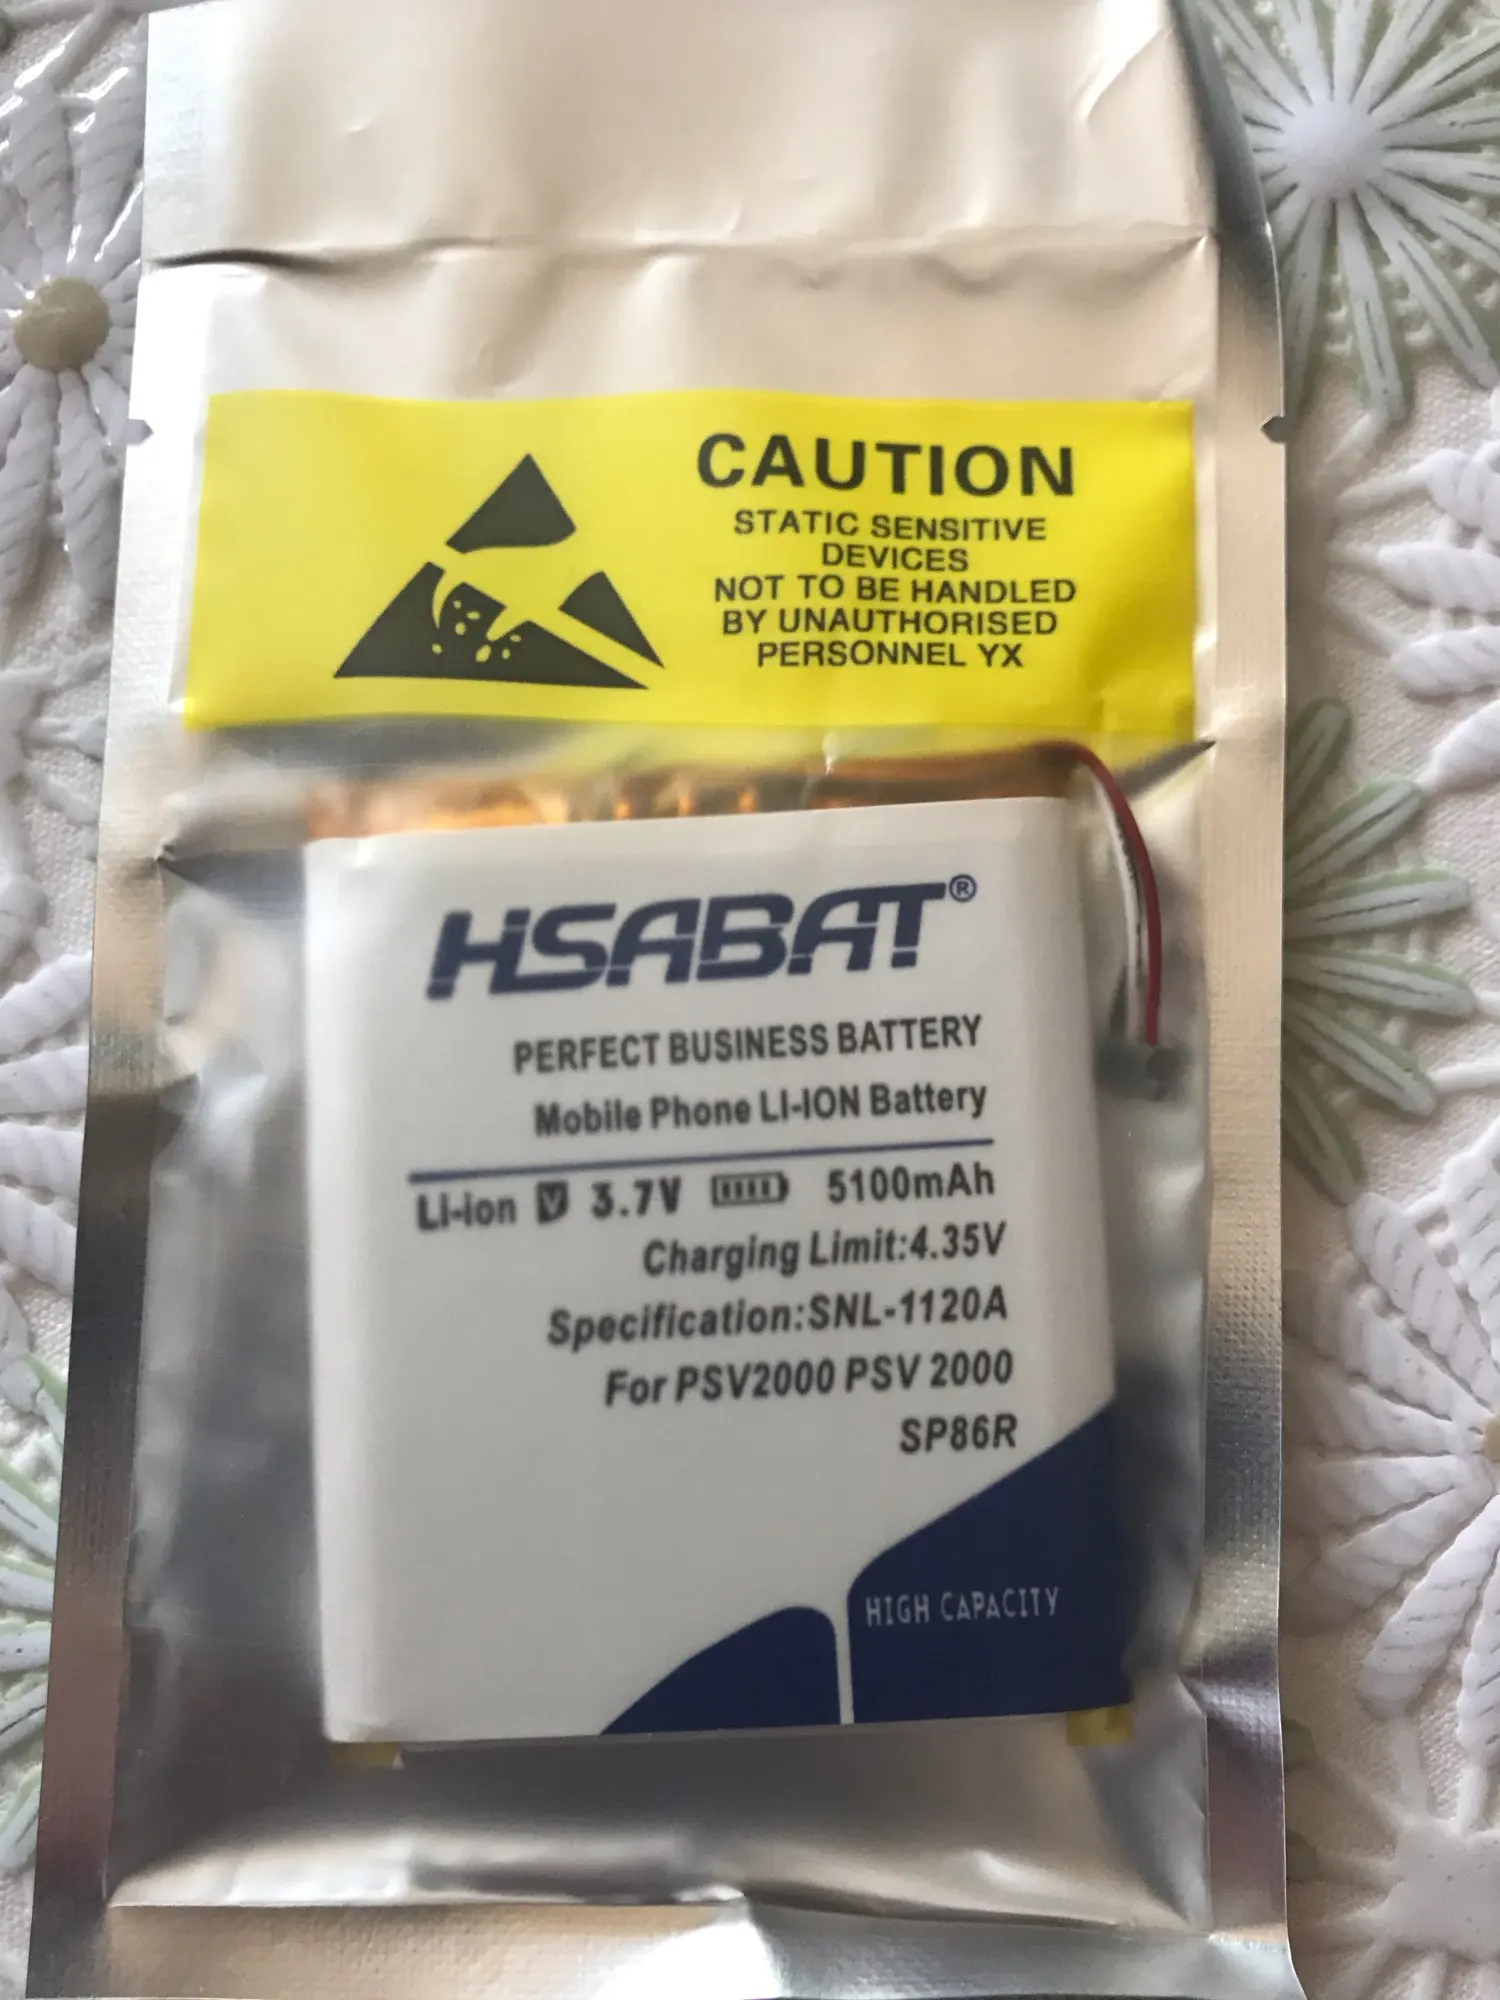 CAUTION
STATIC SENSITIVE
DEVICES
NOT TO BE HANDLED
BY UNAUTHORISED
PERSONNEL YX
HSABAT®
PERFECT BUSINESS BATTERY
Mobile Phone LI-ION Battery
Li-ion V 3.7V 5100mAh
Charging Limit:4.35V
Specification:SNL-1120A
For PSV2000 PSV 2000
SP86R
HIGH CAPACITY